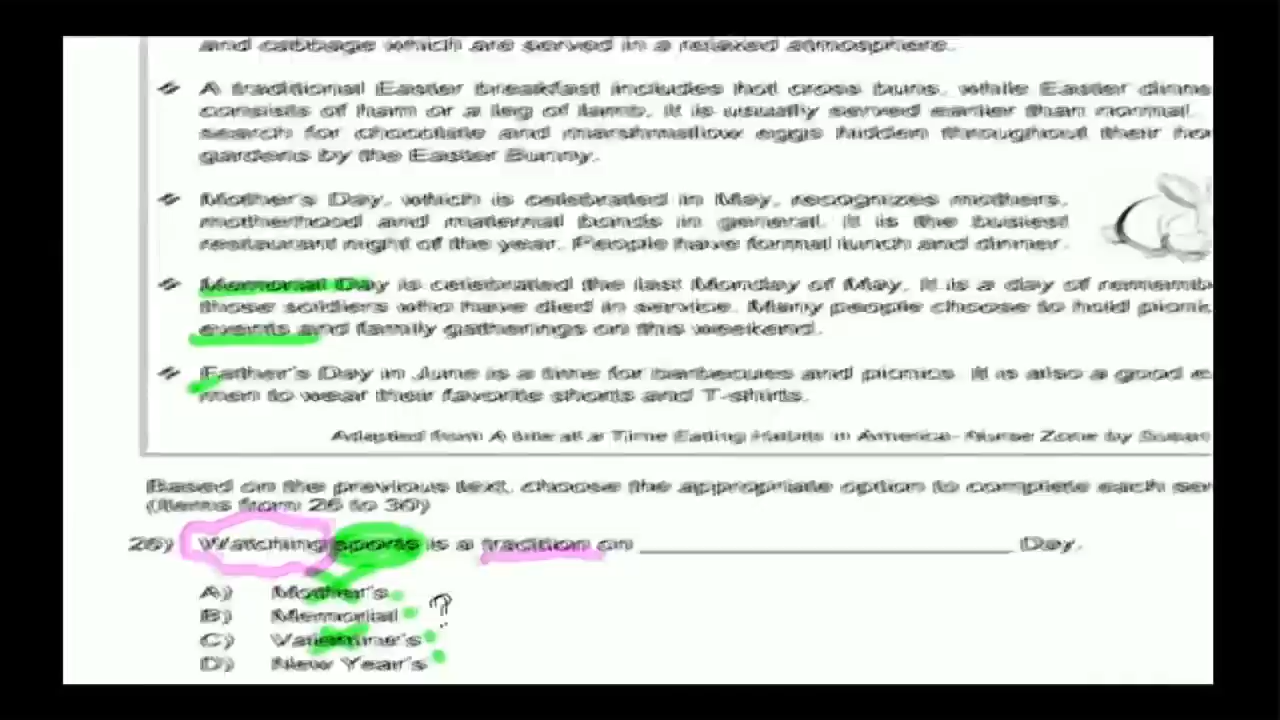 and cabbage which are served in a relaxed atmosphere.
A traditional Easter breakfast includes hot cross buns, while Easter dinne
consists of ham or a leg of lamb. It is usually served earlier than normal.
search for chocolate and marshmallow eggs hidden throughout their ho
gardens by the Easter Bunny.
Mother's Day, which is celebrated in May, recognizes mothers,
motherhood and maternal bonds in general. It is the busiest
restaurant night of the year. People have formal lunch and dinner.
Memorial Day is celebrated the last Monday of May. It is a day of rememb
those soldiers who have died in service. Many people choose to hold picnic
events and family gatherings on this weekend.
Father's Day in June is a time for barbecues and picnics. It is also a good
men to wear their favorite shorts and T-shirts.
Adapted from A bite at a Time Eating Habits in America- Nurse Zone by Susan
Based on the previous text, choose the appropriate option to complete each sen
(Items from 26 to 30)
26) Watching sports is a tradition on ______________ Day.
A) Mother's
B) Memorial ?
C) Valentine's
D) New Year's